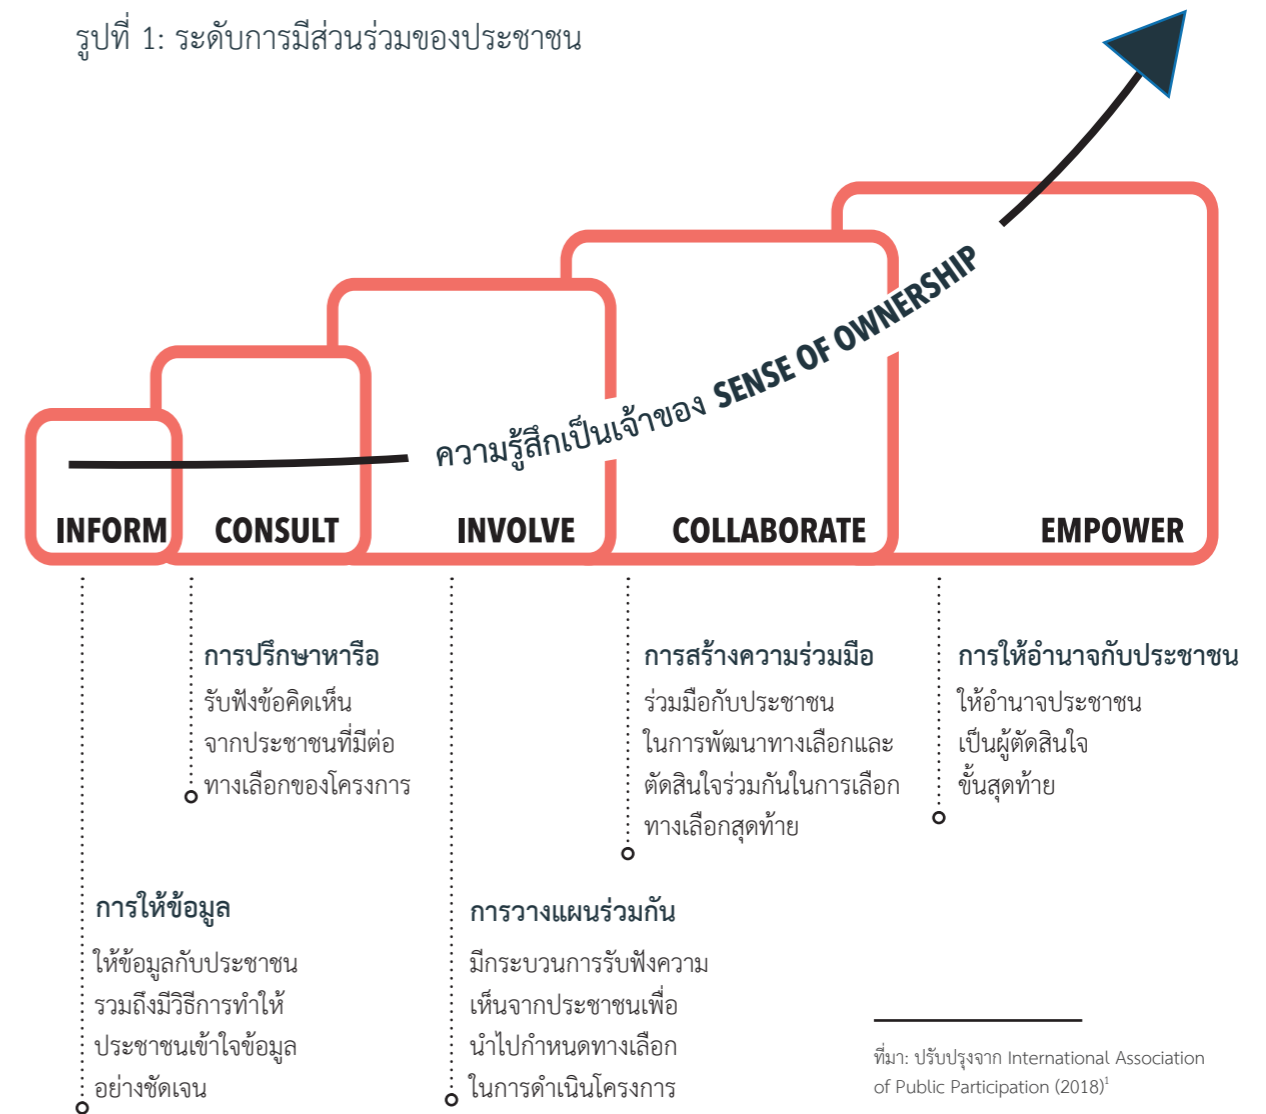 รูปที่ 1: ระดับการมีส่วนร่วมของประชาชน
ความรู้สึกเป็นเจ้าของ SENSE OF OWNERSHIP
INFORM
CONSULT
INVOLVE
COLLABORATE
EMPOWER
การให้ข้อมูล
ให้ข้อมูลกับประชาชน
รวมถึงมีวิธีการทำให้
ประชาชนเข้าใจข้อมูล
อย่างชัดเจน
การปรึกษาหารือ
รับฟังข้อคิดเห็น
จากประชาชนที่มีต่อ
ทางเลือกของโครงการ
การวางแผนร่วมกัน
มีกระบวนการรับฟังความ
เห็นจากประชาชนเพื่อ
นำไปกำหนดทางเลือก
ในการดำเนินโครงการ
การสร้างความร่วมมือ
ร่วมมือกับประชาชน
ในการพัฒนาทางเลือกและ
ตัดสินใจร่วมกันในการเลือก
ทางเลือกสุดท้าย
การให้อำนาจกับประชาชน
ให้อำนาจประชาชน
เป็นผู้ตัดสินใจ
ขั้นสุดท้าย
ที่มา: ปรับปรุงจาก International Association
of Public Participation (2018)¹